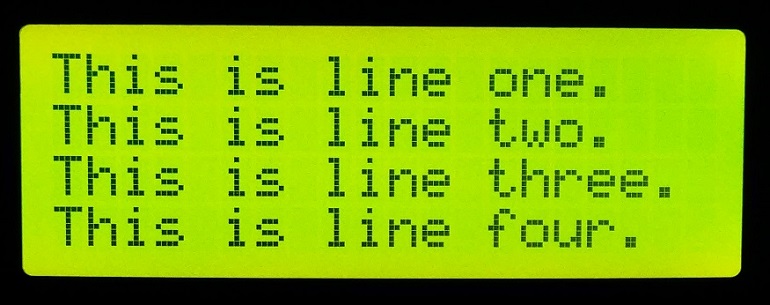 This is line one.
This is line two.
This is line three.
This is line four.